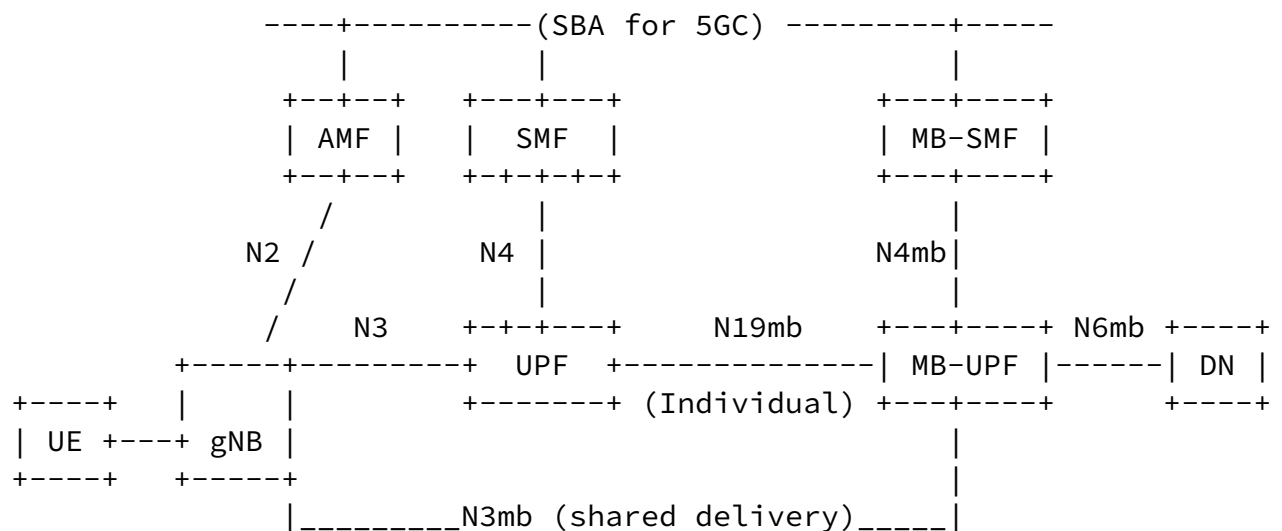 (SBA for 5GC)
AMF SMF MB-SMF
N2 N4 N4mb
N3 N19mb N6mb
UPF MB-UPF DN
(Individual)
UE gNB
N3mb (shared delivery)